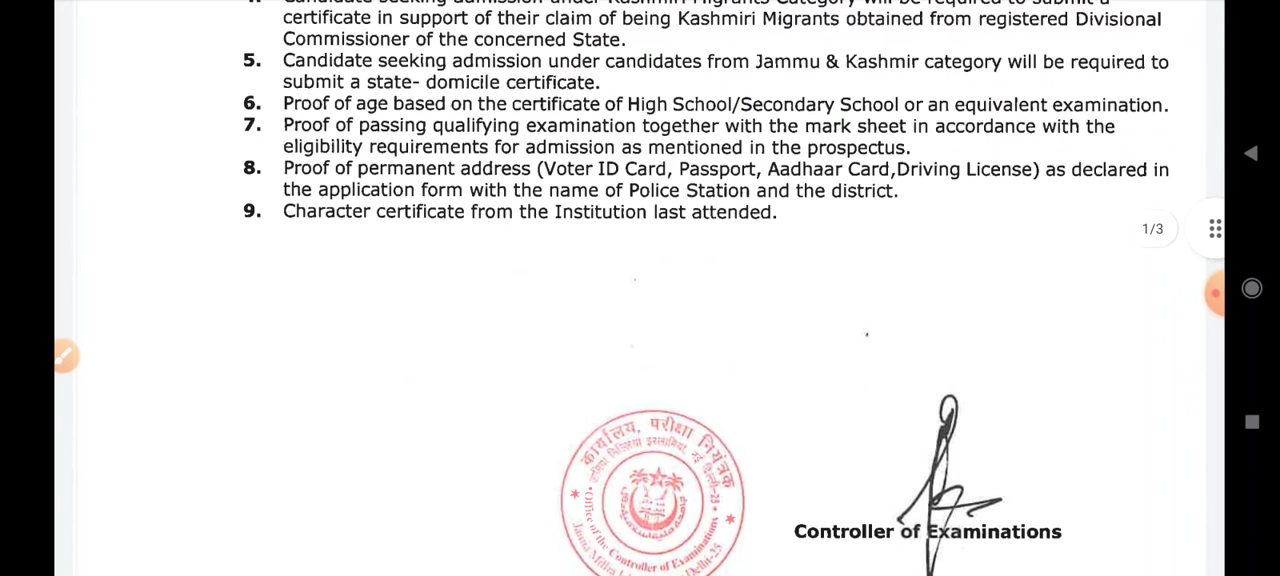 certificate in support of their claim of being Kashmiri Migrants obtained from registered Divisional
Commissioner of the concerned State.
5. Candidate seeking admission under candidates from Jammu & Kashmir category will be required to
submit a state- domicile certificate.
6. Proof of age based on the certificate of High School/Secondary School or an equivalent examination.
7. Proof of passing qualifying examination together with the mark sheet in accordance with the
eligibility requirements for admission as mentioned in the prospectus.
8. Proof of permanent address (Voter ID Card, Passport, Aadhaar Card,Driving License) as declared in
the application form with the name of Police Station and the district.
9. Character certificate from the Institution last attended.
1/3
कार्यालय, परीक्षा नियंत्रक
Office of the Controller of Examinations
Controller of Examinations